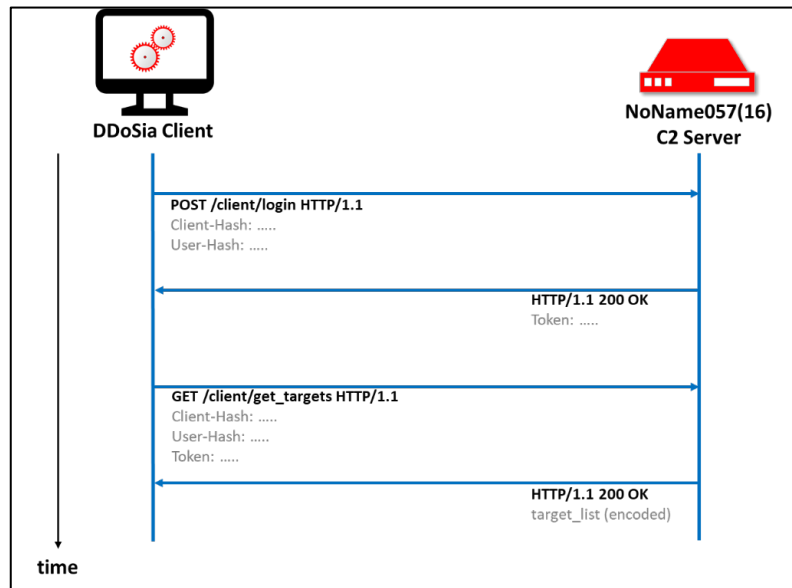 DDoSia Client
NoName057(16)
C2 Server
POST /client/login HTTP/1.1
Client-Hash: .....
User-Hash: .....
HTTP/1.1 200 OK
Token: .....
GET /client/get_targets HTTP/1.1
Client-Hash: .....
User-Hash: .....
Token: .....
HTTP/1.1 200 OK
target_list (encoded)
time